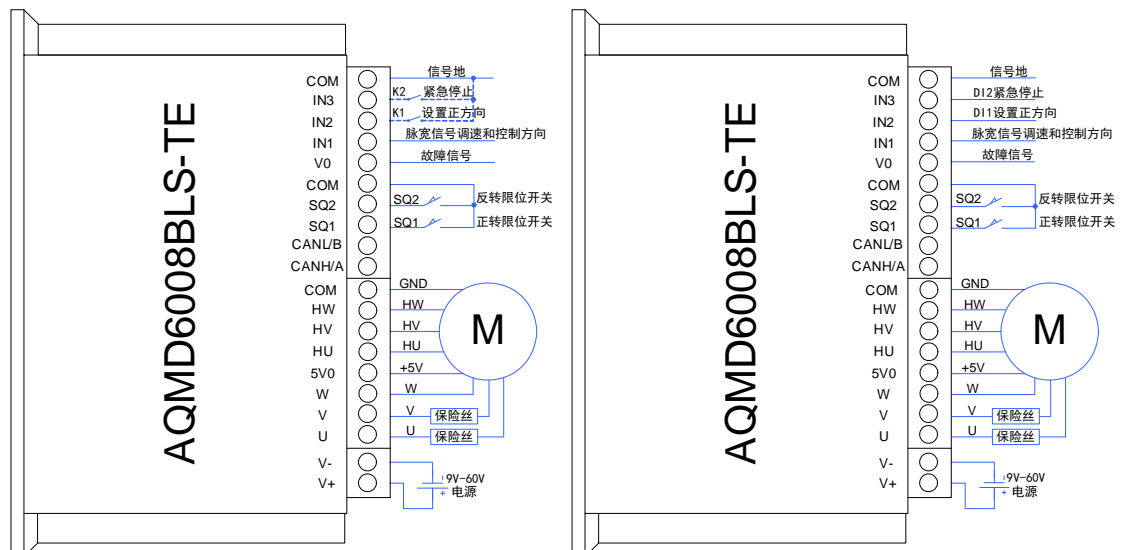 AQMD6008BLS-TE
COM 信号地
IN3 K2 紧急停止
IN2 K1 设置正方向
IN1 脉宽信号调速和控制方向
V0 故障信号
COM
SQ2 SQ2 反转限位开关
SQ1 SQ1 正转限位开关
CANL/B
CANH/A
COM GND
HW HW
HV HV
M
HU HU
5V0 +5V
W W
V V 保险丝
U U 保险丝
V- 9V-60V
V+ + 电源
AQMD6008BLS-TE
COM 信号地
IN3 DI2紧急停止
IN2 DI1设置正方向
IN1 脉宽信号调速和控制方向
V0 故障信号
COM
SQ2 SQ2 反转限位开关
SQ1 SQ1 正转限位开关
CANL/B
CANH/A
COM GND
HW HW
HV HV
M
HU HU
5V0 +5V
W W
V V 保险丝
U U 保险丝
V- 9V-60V
V+ + 电源